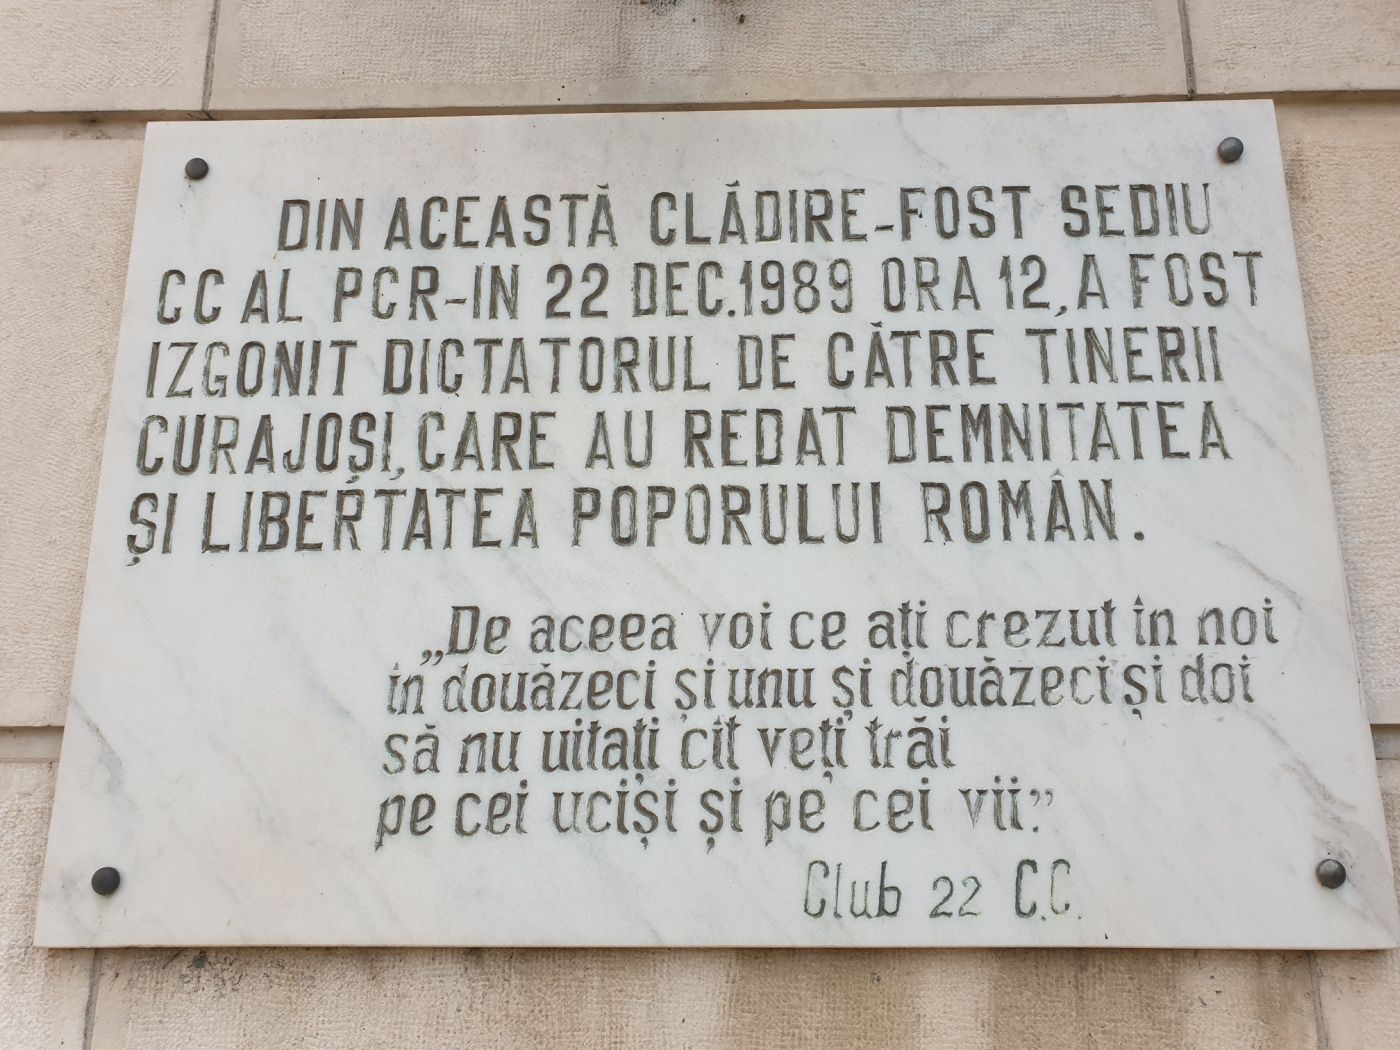 DIN ACEASTĂ CLĂDIRE-FOST SEDIU
CC AL PCR-IN 22 DEC.1989 ORA 12, A FOST
IZGONIT DICTATORUL DE CĂTRE TINERII
CURAJOȘI, CARE AU REDAT DEMNITATEA
ȘI LIBERTATEA POPORULUI ROMÂN.
„De aceea voi ce ați crezut în noi
în douăzeci și unu și douăzeci și doi
să nu uitați cît veți trăi
pe cei uciși și pe cei vii.”
Club 22 C.C.